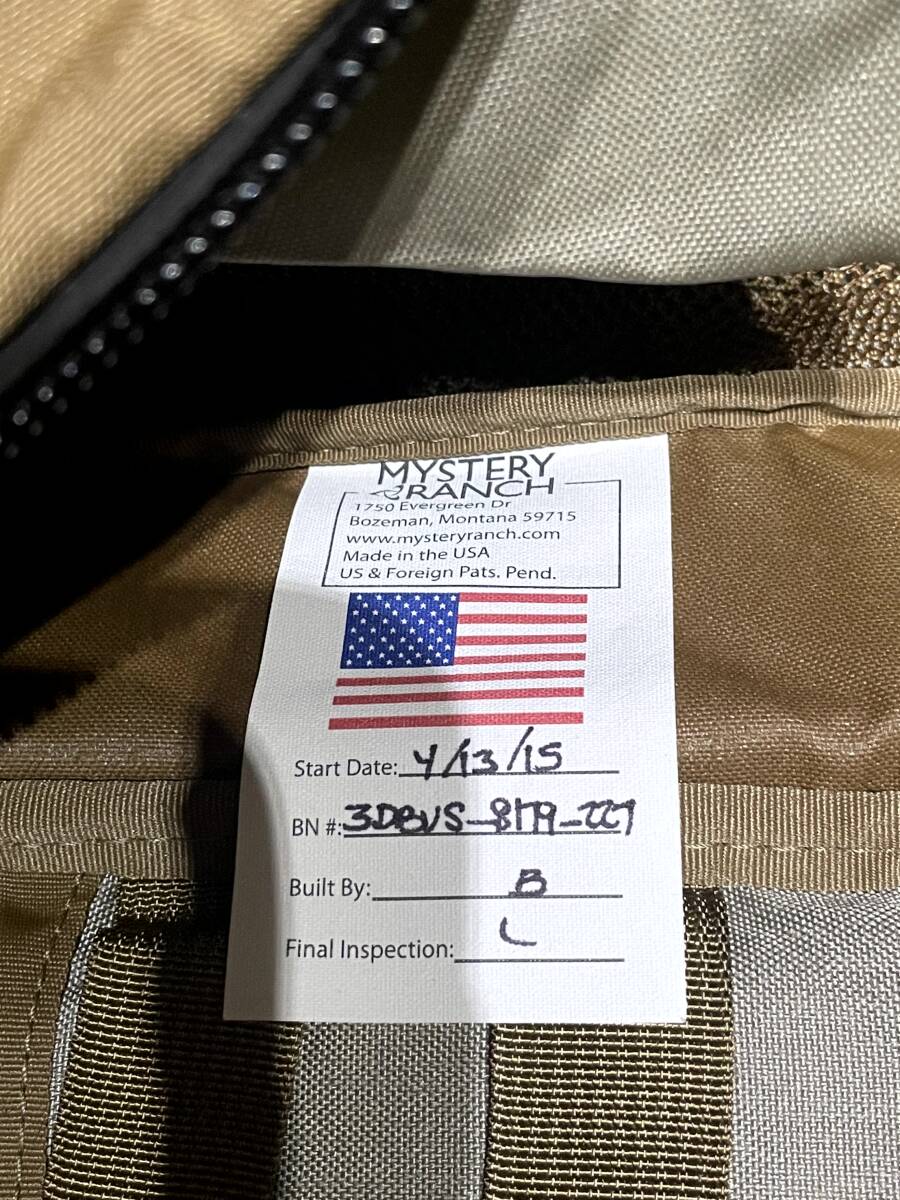 MYSTERY
RANCH
1750 Evergreen Dr
Bozeman, Montana 59715
www.mysteryranch.com
Made in the USA
US & Foreign Pats. Pend.
Start Date: 4/13/15
BN #:
Built By: B
Final Inspection: L